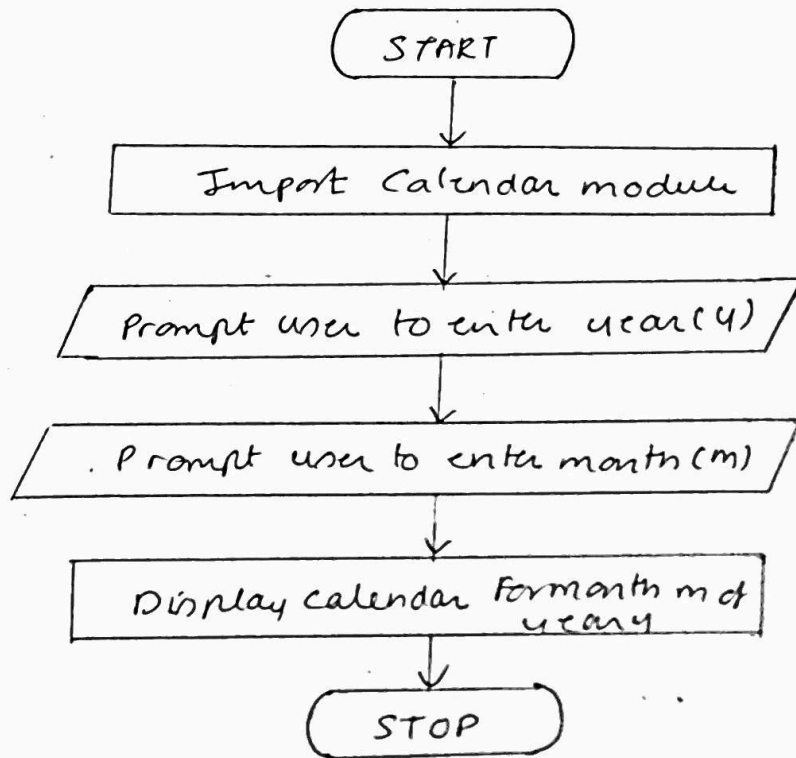 START
Import Calendar module
Prompt user to enter year(y)
Prompt user to enter month(m)
Display calendar For month m of
year y
STOP